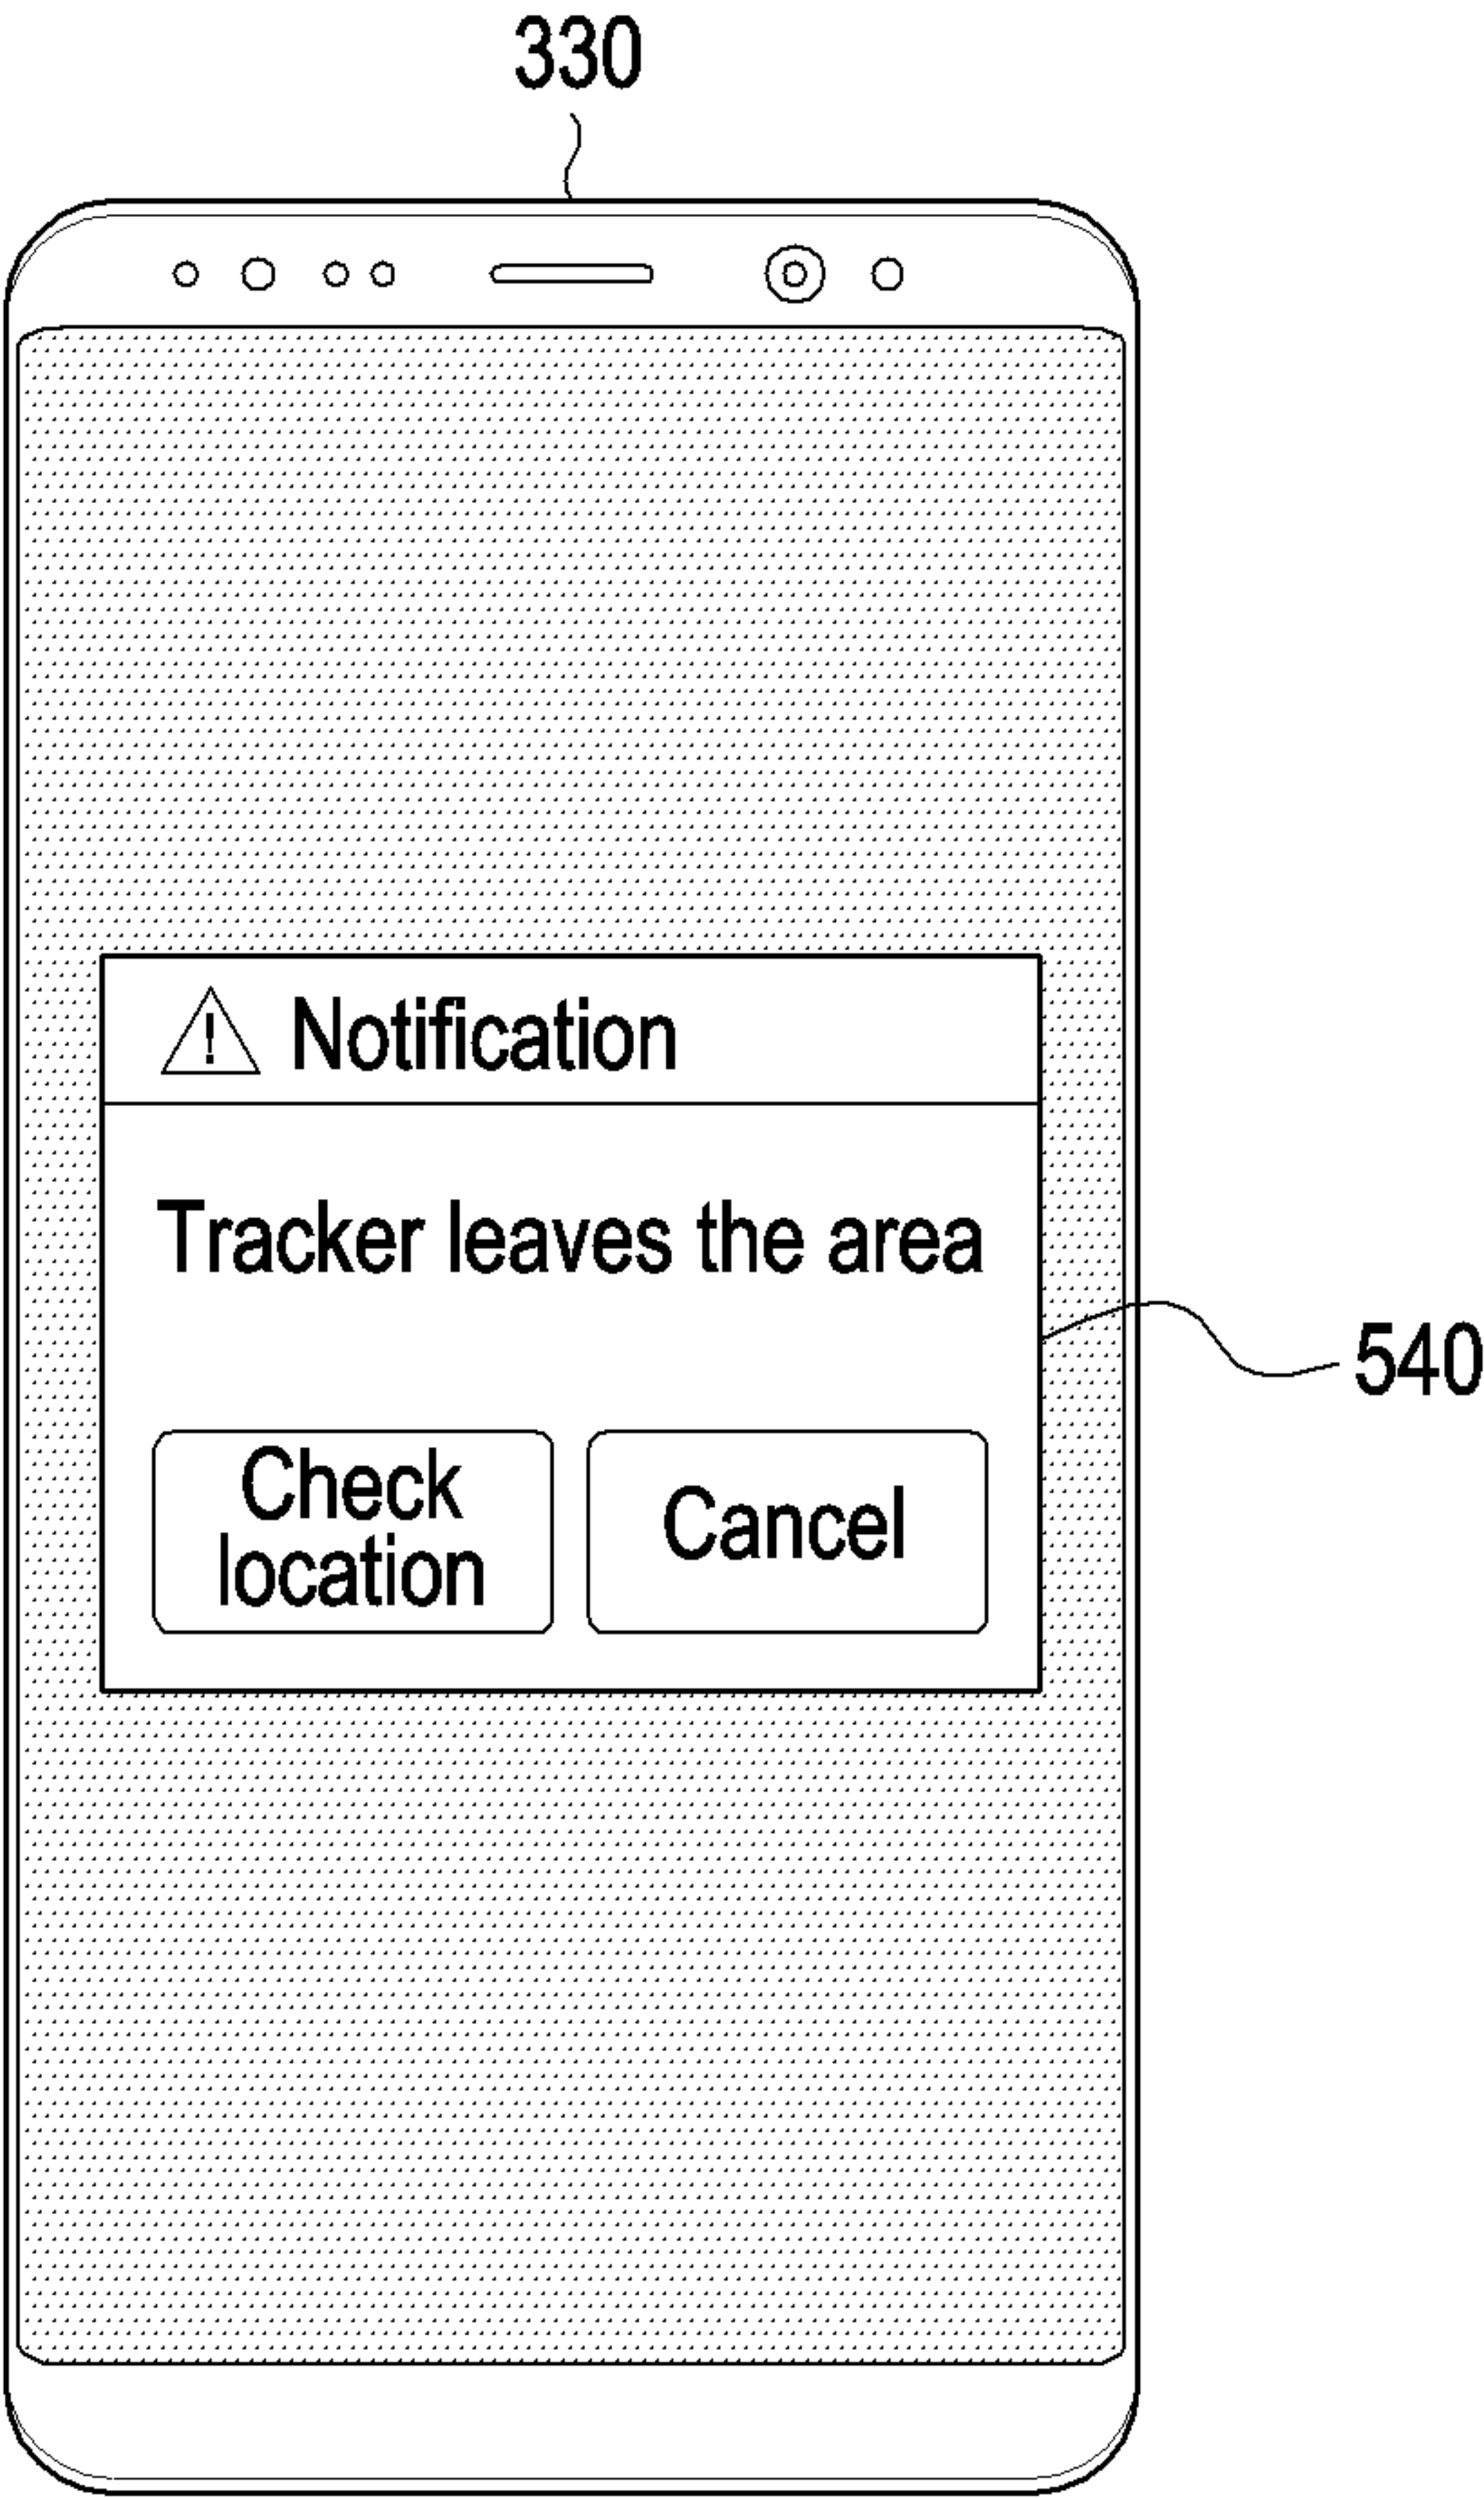 330
Notification
Tracker leaves the area
540
Check
location
Cancel